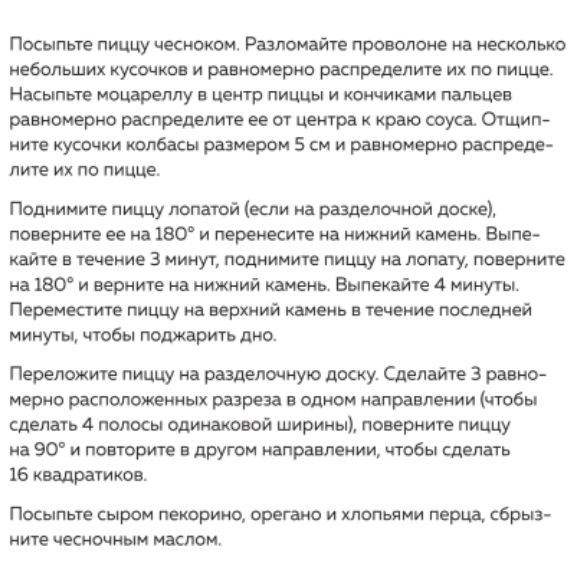 Посыпьте пиццу чесноком. Разломайте проволоне на несколько
небольших кусочков и равномерно распределите их по пицце.
Насыпьте моцареллу в центр пиццы и кончиками пальцев
равномерно распределите ее от центра к краю соуса. Отщип-
ните кусочки колбасы размером 5 см и равномерно распреде-
лите их по пицце.
Поднимите пиццу лопатой (если на разделочной доске),
поверните ее на 180° и перенесите на нижний камень. Выпе-
кайте в течение 3 минут, поднимите пиццу на лопату, поверните
на 180° и верните на нижний камень. Выпекайте 4 минуты.
Переместите пиццу на верхний камень в течение последней
минуты, чтобы поджарить дно.
Переложите пиццу на разделочную доску. Сделайте 3 равно-
мерно расположенных разреза в одном направлении (чтобы
сделать 4 полосы одинаковой ширины), поверните пиццу
на 90° и повторите в другом направлении, чтобы сделать
16 квадратиков.
Посыпьте сыром пекорино, орегано и хлопьями перца, сбрыз-
ните чесночным маслом.